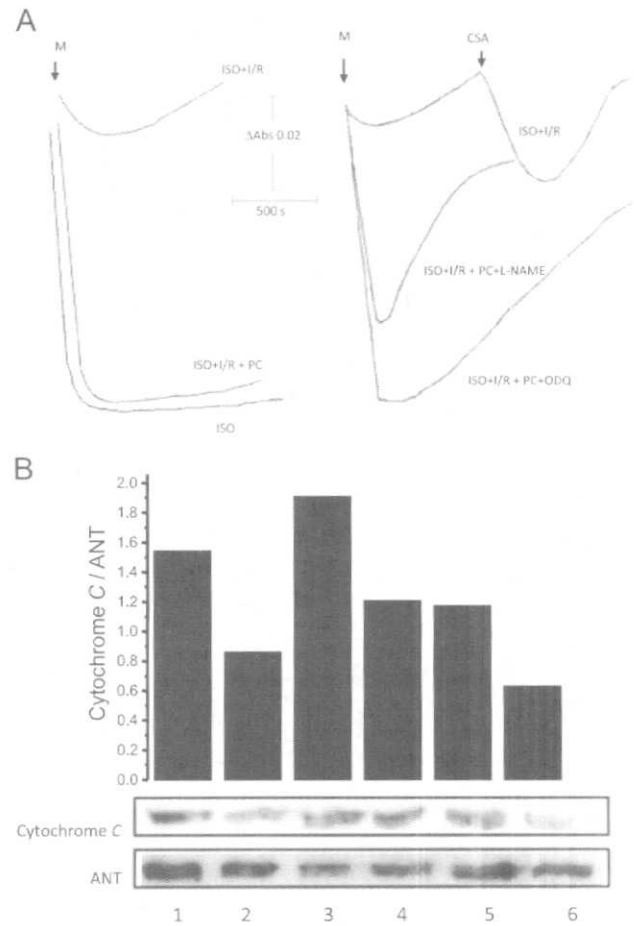 A
M
ISO+I/R
ΔAbs 0.02
500 s
ISO+I/R + PC
ISO
M
CSA
ISO+I/R
ISO+I/R + PC+L-NAME
ISO+I/R + PC+ODQ
B
Cytochrome C / ANT
2.0
1.8
1.6
1.4
1.2
1.0
0.8
0.6
0.4
0.2
0.0
Cytochrome C
ANT
1 2 3 4 5 6